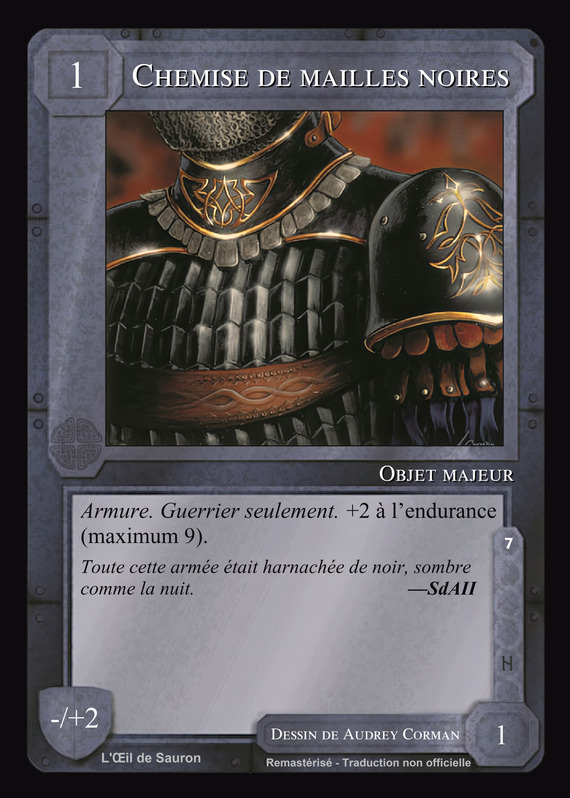 1
CHEMISE DE MAILLES NOIRES
OBJET MAJEUR
Armure. Guerrier seulement. +2 à l'endurance
(maximum 9).
Toute cette armée était harnachée de noir, sombre
comme la nuit. —SdAII
7
-/+2
DESSIN DE AUDREY CORMAN
1
L'Œil de Sauron
Remastérisé - Traduction non officielle